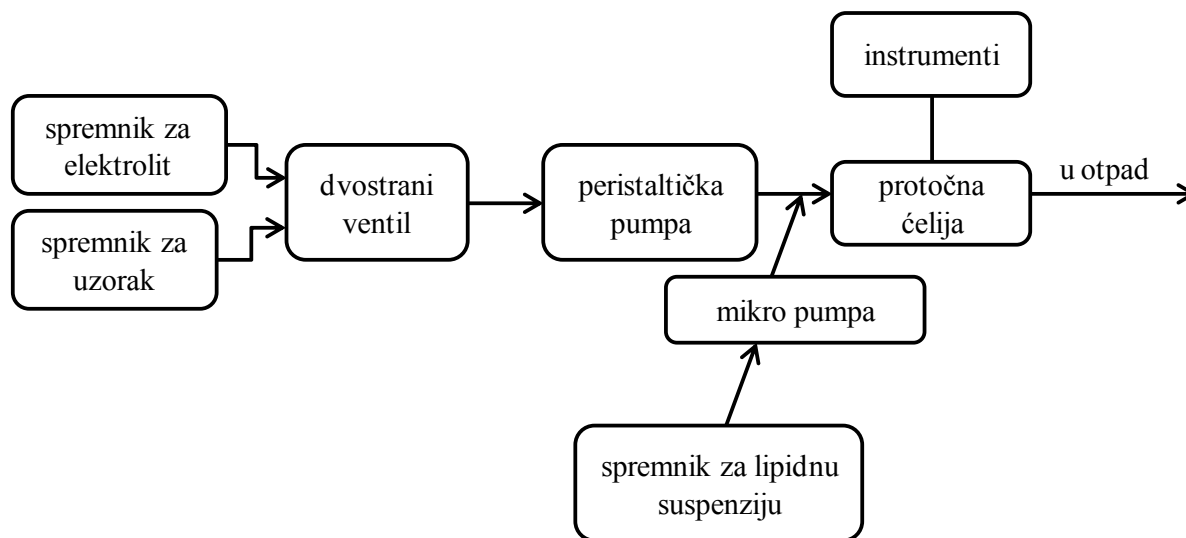 instrumenti
spremnik za
elektrolit
dvostrani
ventil
peristaltička
pumpa
protočna
ćelija
u otpad
spremnik za
uzorak
mikro pumpa
spremnik za lipidnu
suspenziju